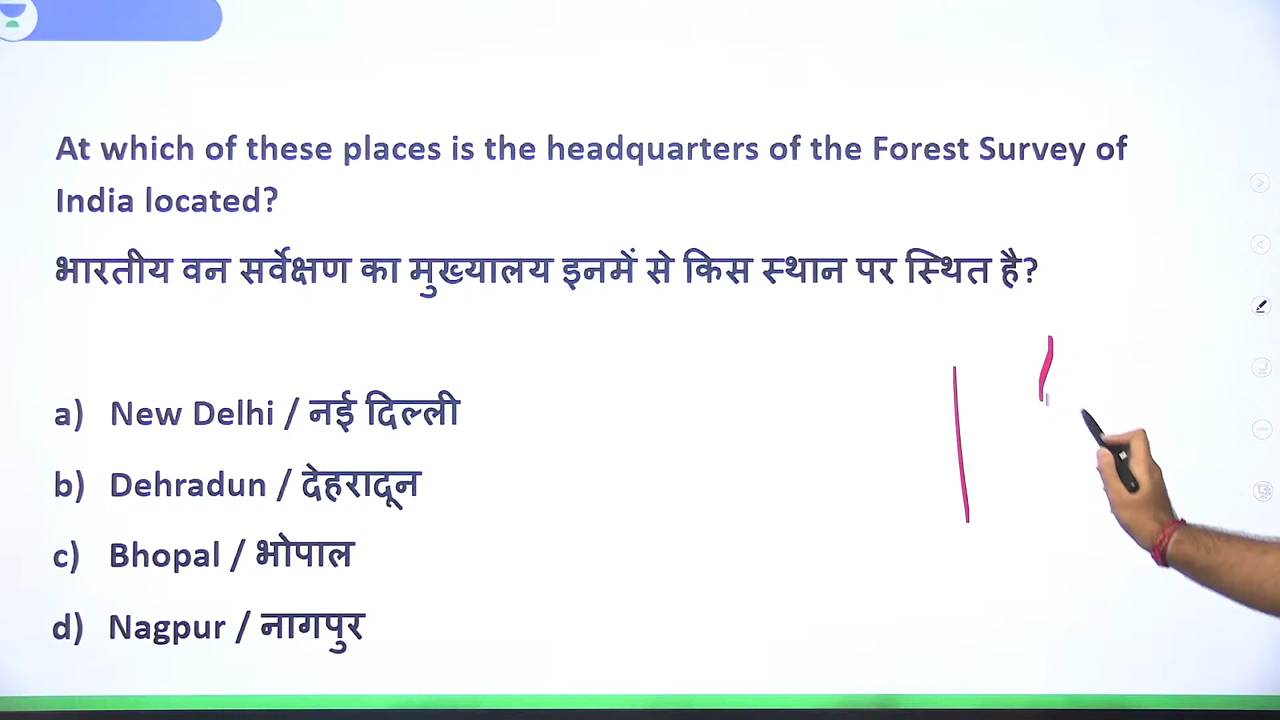 At which of these places is the headquarters of the Forest Survey of
India located?
भारतीय वन सर्वेक्षण का मुख्यालय इनमें से किस स्थान पर स्थित है?
a) New Delhi / नई दिल्ली
b) Dehradun / देहरादून
c) Bhopal / भोपाल
d) Nagpur / नागपुर